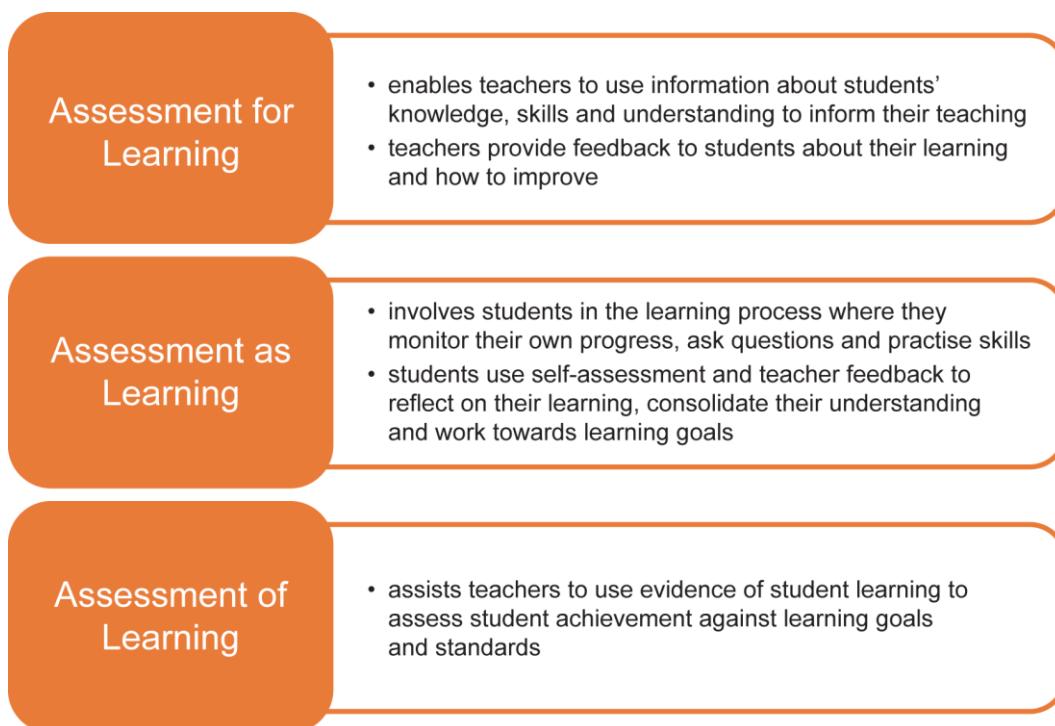 Assessment for
Learning
• enables teachers to use information about students’
knowledge, skills and understanding to inform their teaching
• teachers provide feedback to students about their learning
and how to improve
Assessment as
Learning
• involves students in the learning process where they
monitor their own progress, ask questions and practise skills
• students use self-assessment and teacher feedback to
reflect on their learning, consolidate their understanding
and work towards learning goals
Assessment of
Learning
• assists teachers to use evidence of student learning to
assess student achievement against learning goals
and standards